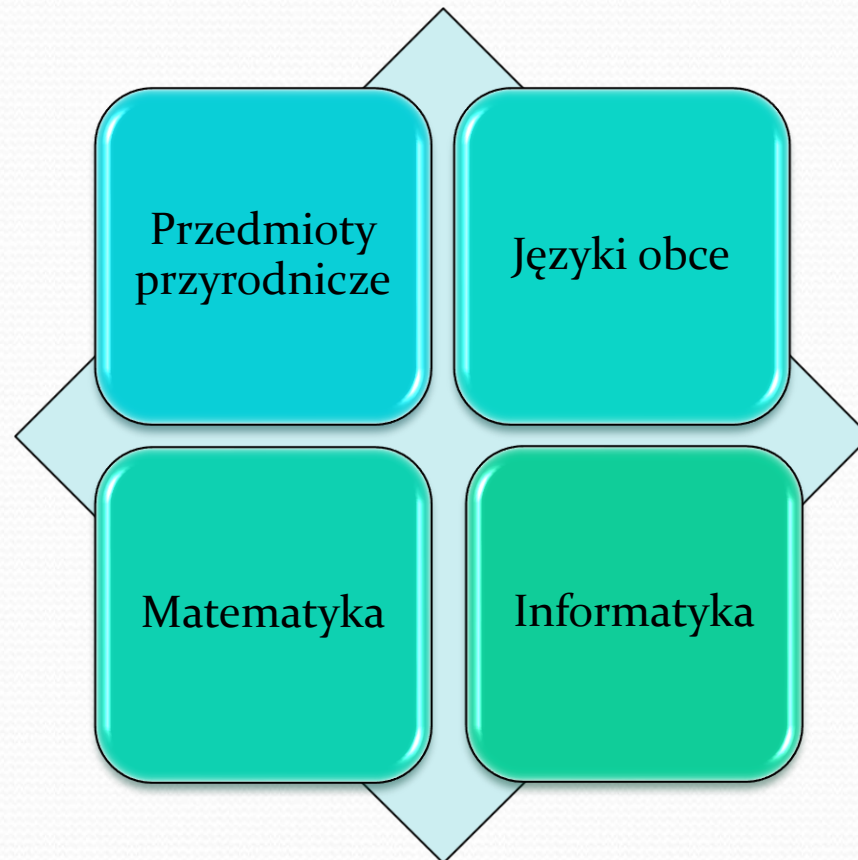 Przedmioty
przyrodnicze
Języki obce
Matematyka
Informatyka